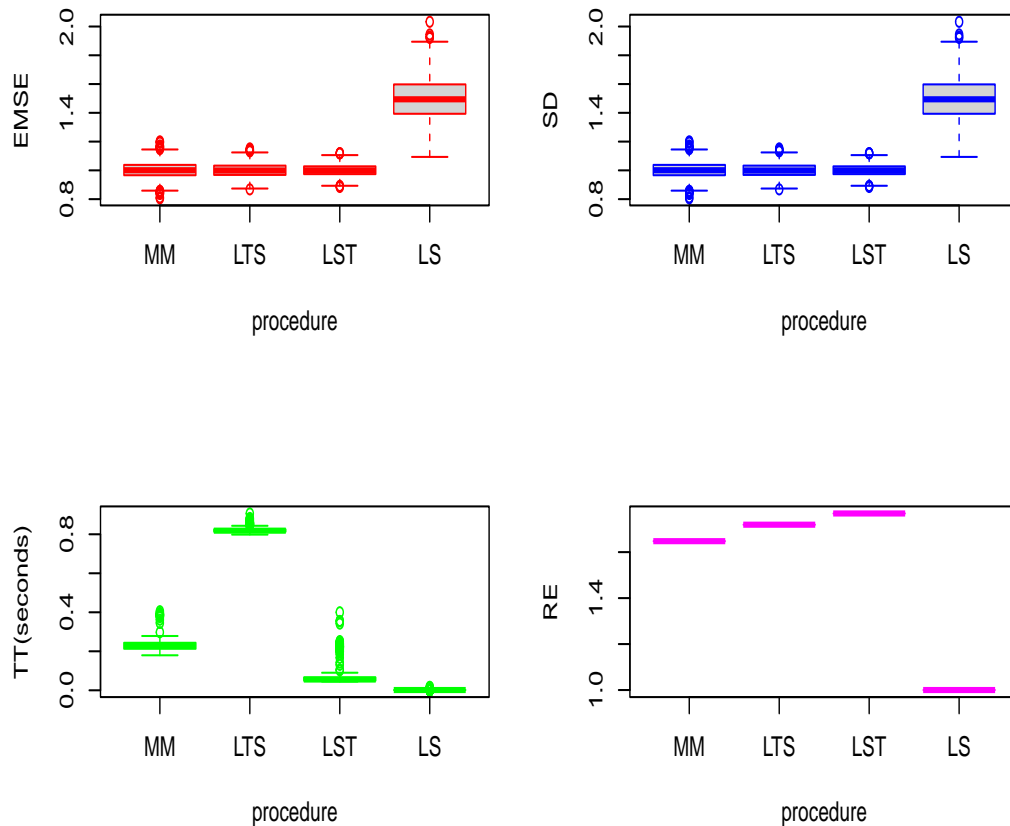 EMSE
2.0
1.4
0.8
MM LTS LST LS
procedure
SD
2.0
1.4
0.8
MM LTS LST LS
procedure
TT(seconds)
0.8
0.4
0.0
MM LTS LST LS
procedure
RE
1.4
1.0
MM LTS LST LS
procedure